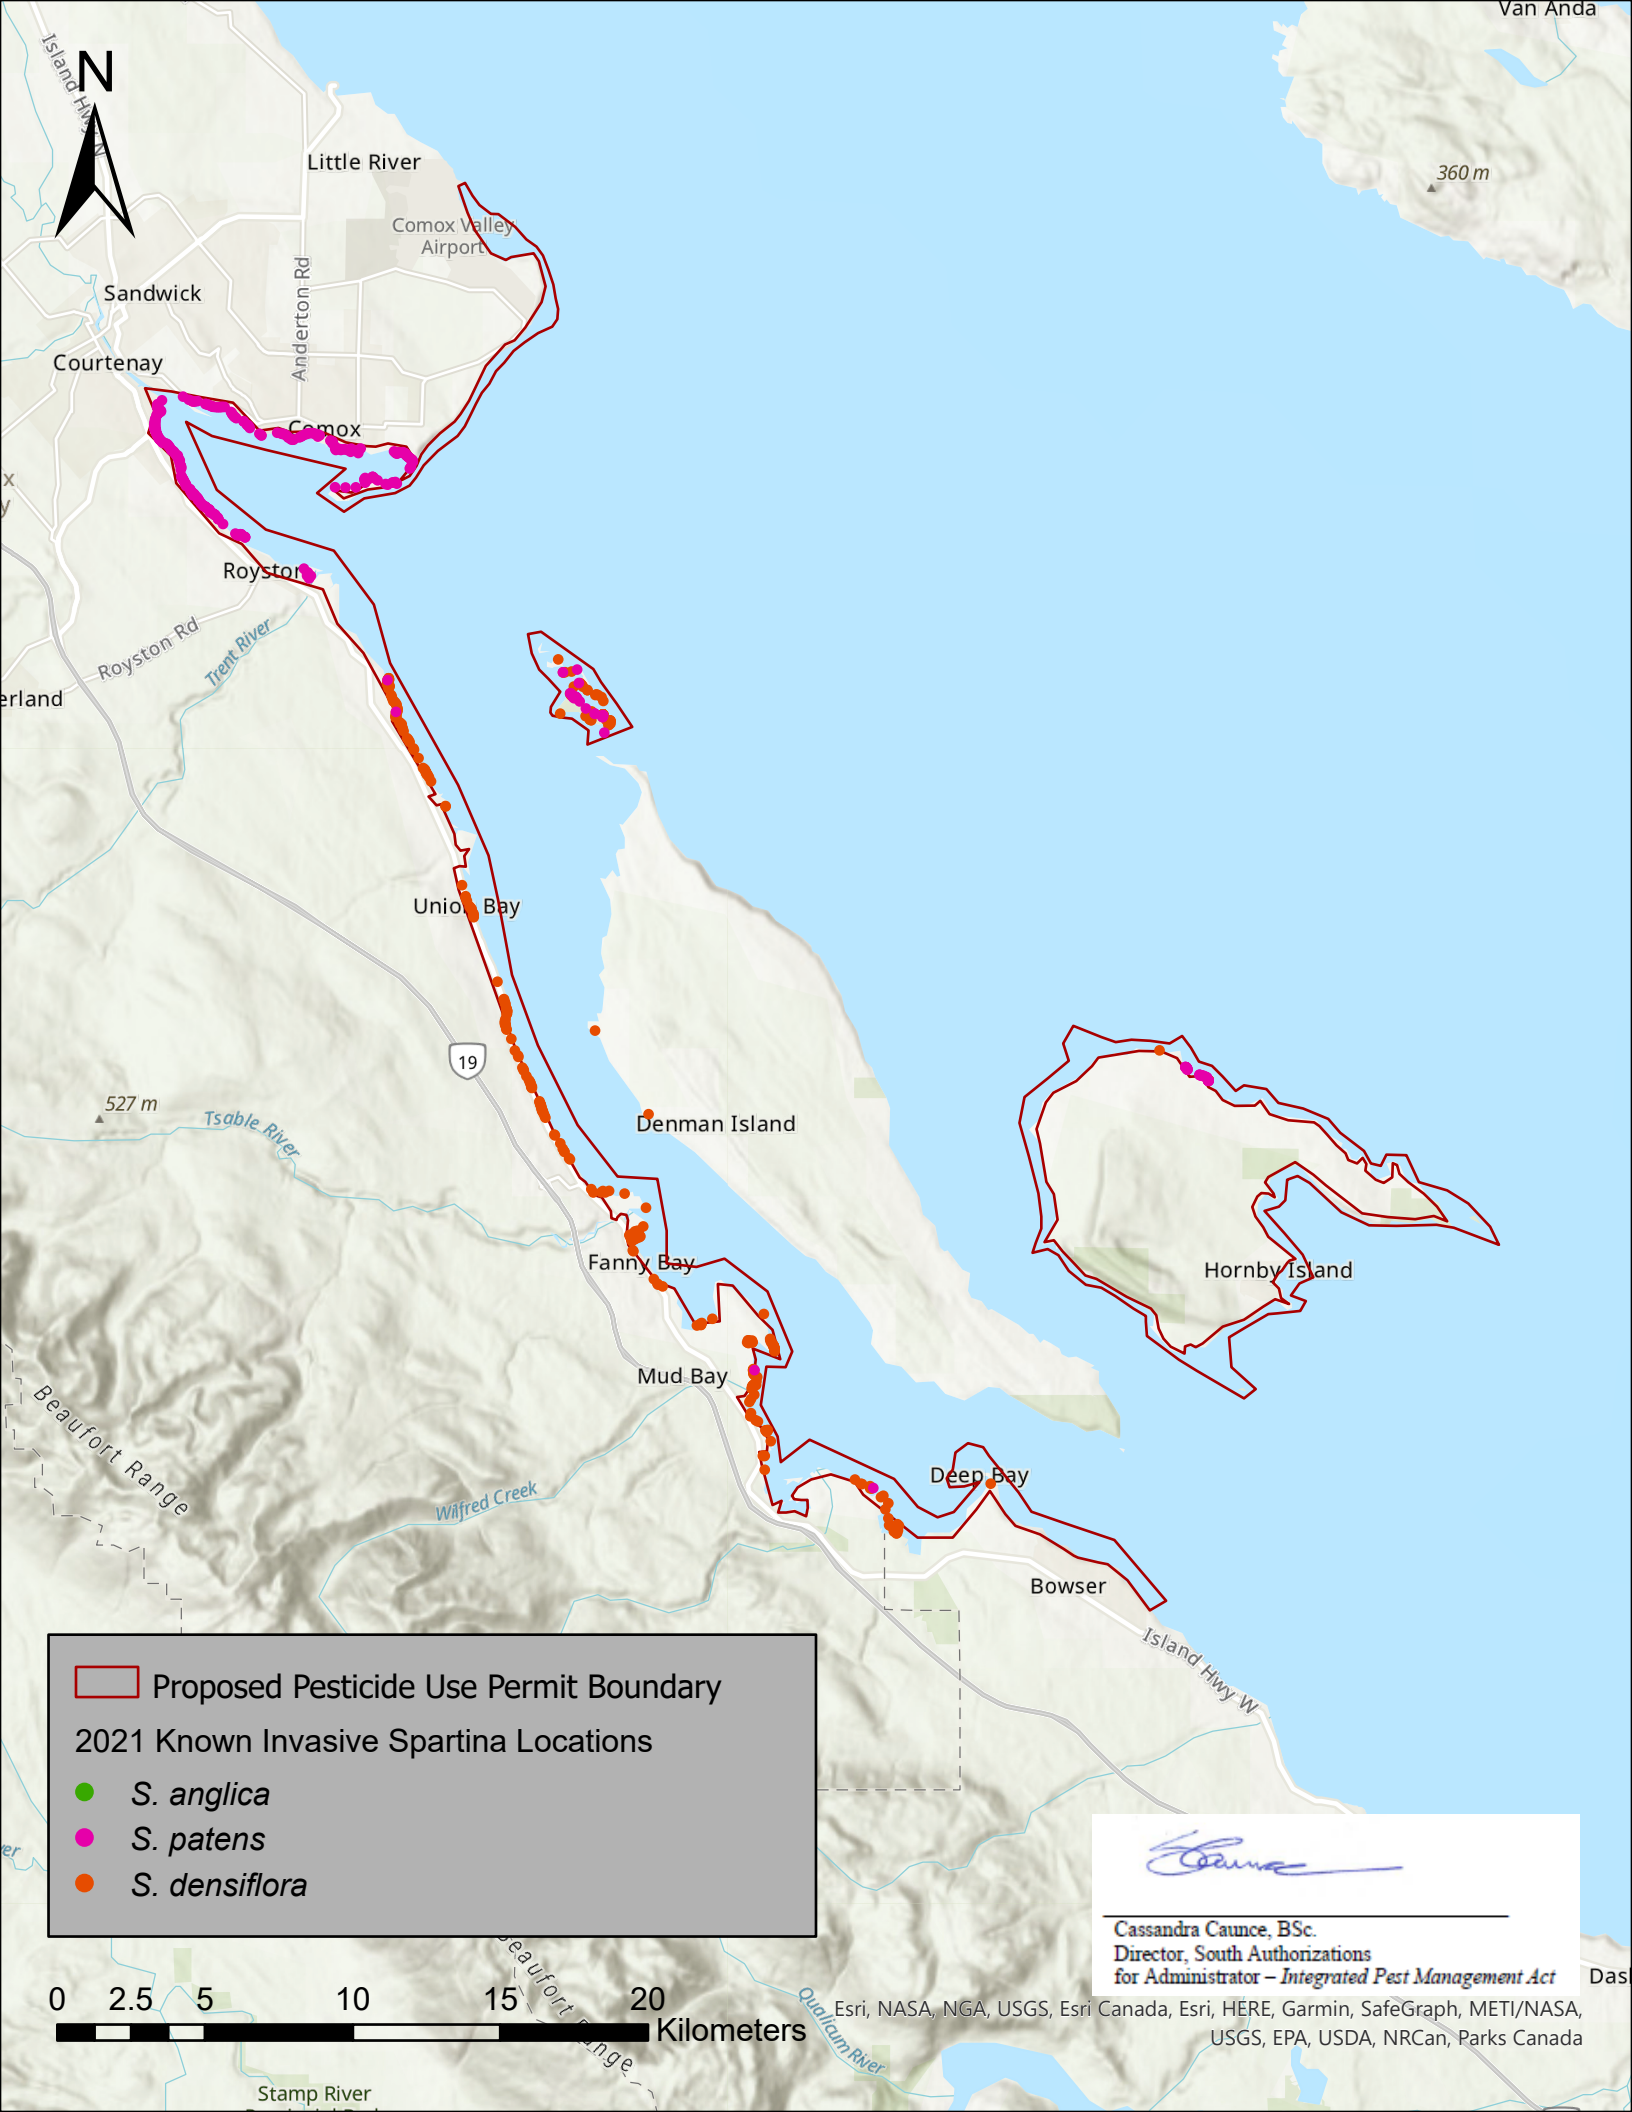 Van Anda
Island Hwy N
N
Little River
360 m
Comox Valley
Airport
Anderton Rd
Sandwick
Courtenay
Comox
Royston
Royston Rd
Trent River
erland
Union Bay
19
527 m
Tsable River
Denman Island
Fanny Bay
Hornby Island
Mud Bay
Beaufort Range
Wilfred Creek
Deep Bay
Bowser
Island Hwy W
Proposed Pesticide Use Permit Boundary
2021 Known Invasive Spartina Locations
S. anglica
S. patens
S. densiflora
Cassandra Caunce, BSc.
Director, South Authorizations
for Administrator – Integrated Pest Management Act
Das
Beaufort Range
Qualicum River
0 2.5 5 10 15 20
Kilometers
Esri, NASA, NGA, USGS, Esri Canada, Esri, HERE, Garmin, SafeGraph, METI/NASA,
USGS, EPA, USDA, NRCan, Parks Canada
Stamp River